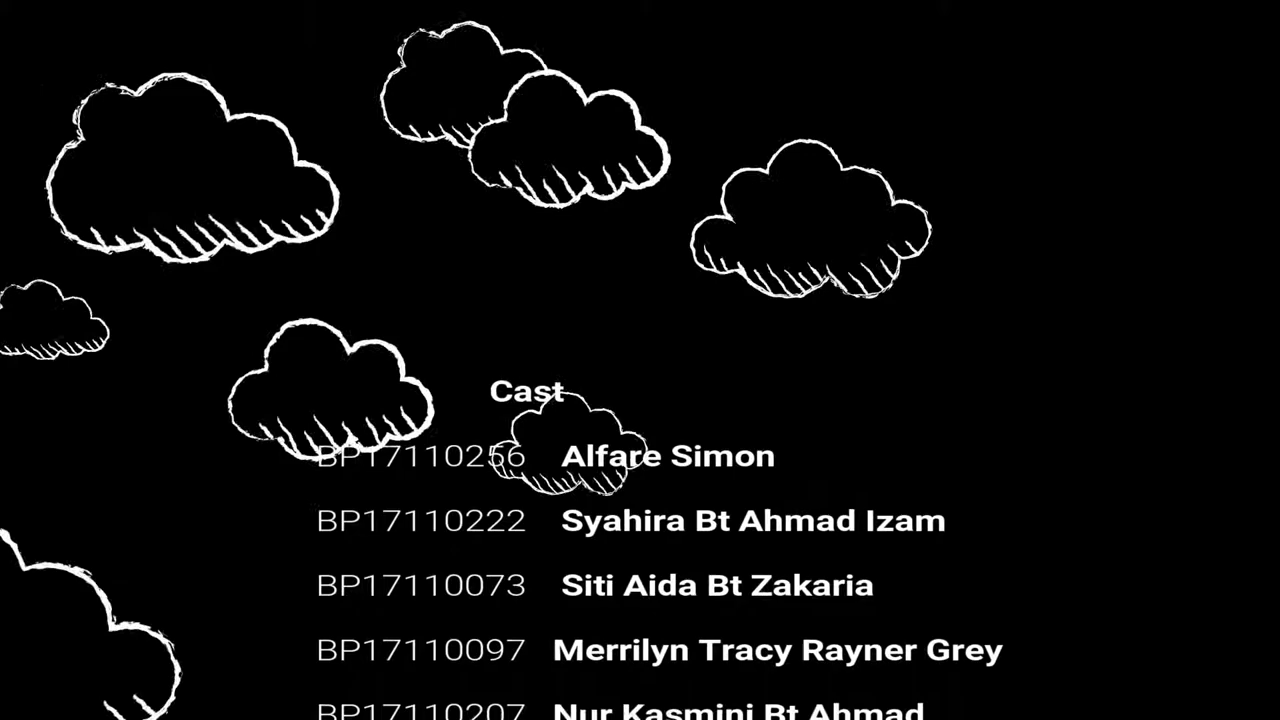 Cast
BP17110256 Alfare Simon
BP17110222 Syahira Bt Ahmad Izam
BP17110073 Siti Aida Bt Zakaria
BP17110097 Merrilyn Tracy Rayner Grey
BP17110207 Nur Kasmini Bt Ahmad